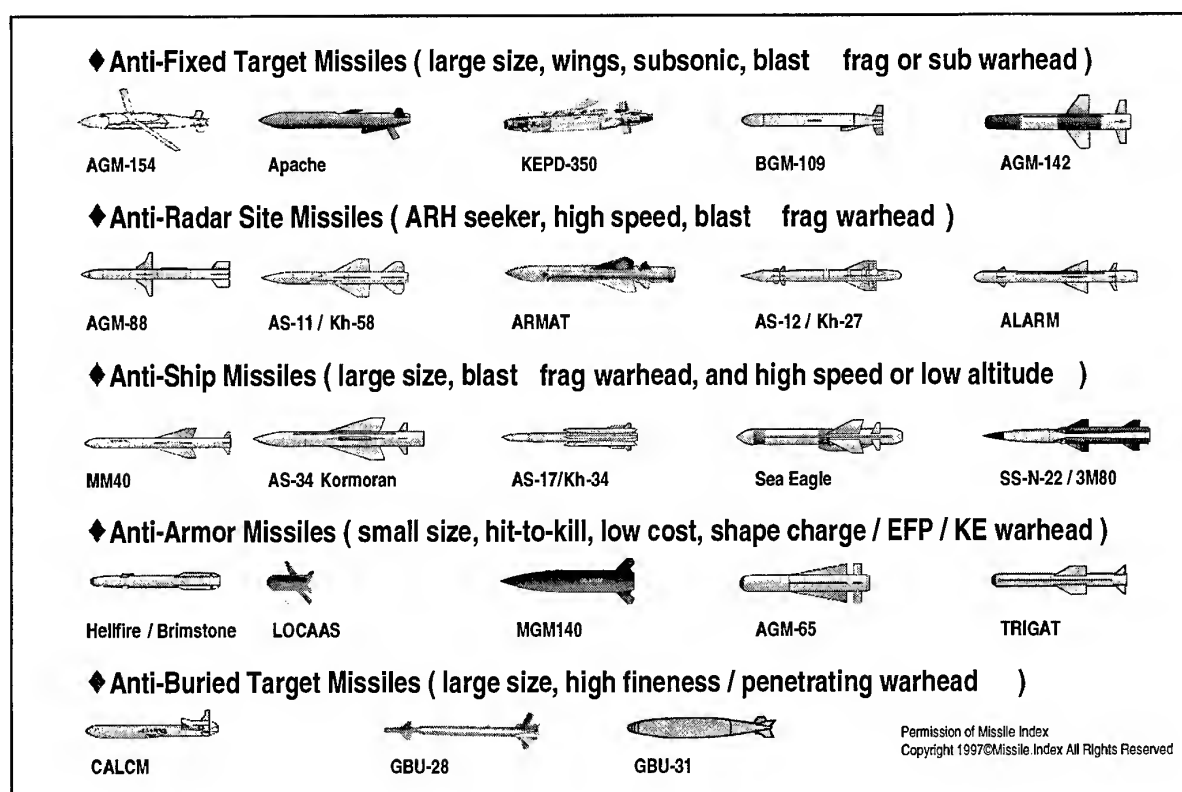 ♦ Anti-Fixed Target Missiles ( large size, wings, subsonic, blast frag or sub warhead )
AGM-154 Apache KEPD-350 BGM-109 AGM-142
♦ Anti-Radar Site Missiles ( ARH seeker, high speed, blast frag warhead )
AGM-88 AS-11 / Kh-58 ARMAT AS-12 / Kh-27 ALARM
♦ Anti-Ship Missiles ( large size, blast frag warhead, and high speed or low altitude )
MM40 AS-34 Kormoran AS-17/Kh-34 Sea Eagle SS-N-22 / 3M80
♦ Anti-Armor Missiles ( small size, hit-to-kill, low cost, shape charge / EFP / KE warhead )
Hellfire / Brimstone LOCAAS MGM140 AGM-65 TRIGAT
♦ Anti-Buried Target Missiles ( large size, high fineness / penetrating warhead )
CALCM GBU-28 GBU-31
Permission of Missile Index
Copyright 1997©Missile.Index All Rights Reserved